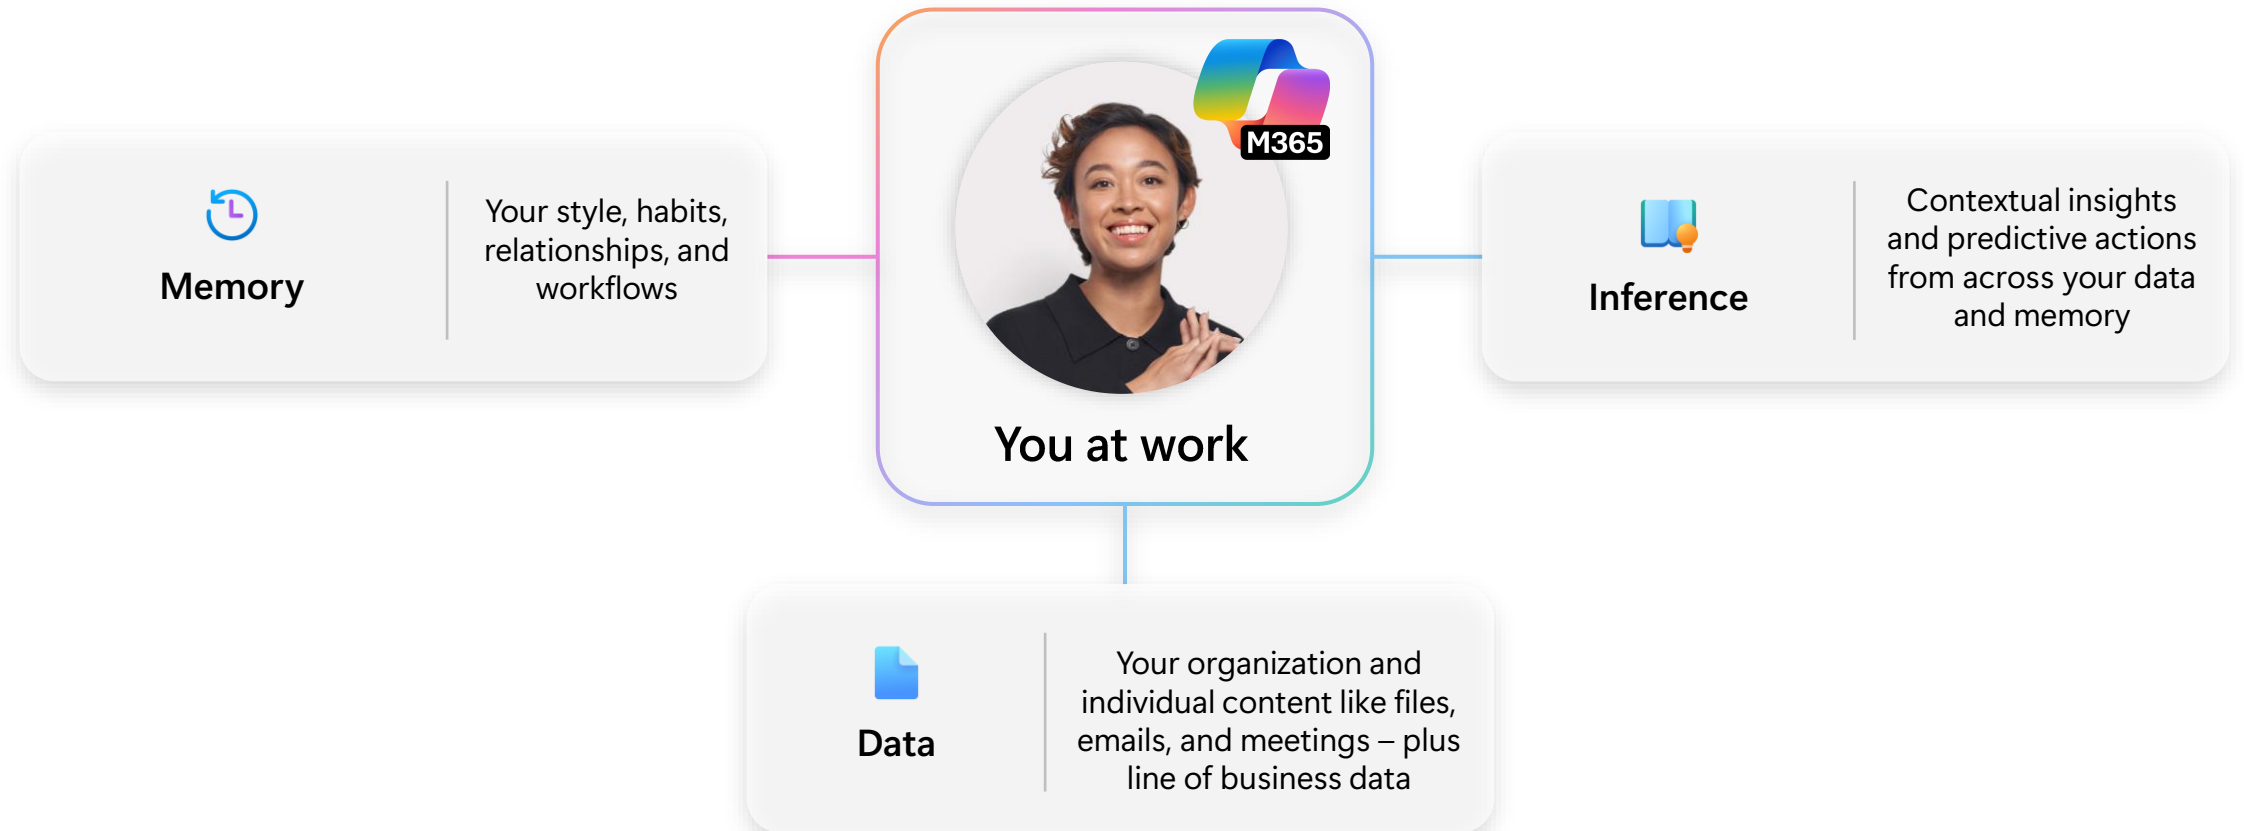 M365
You at work
Memory
Your style, habits,
relationships, and
workflows
Inference
Contextual insights
and predictive actions
from across your data
and memory
Data
Your organization and
individual content like files,
emails, and meetings – plus
line of business data